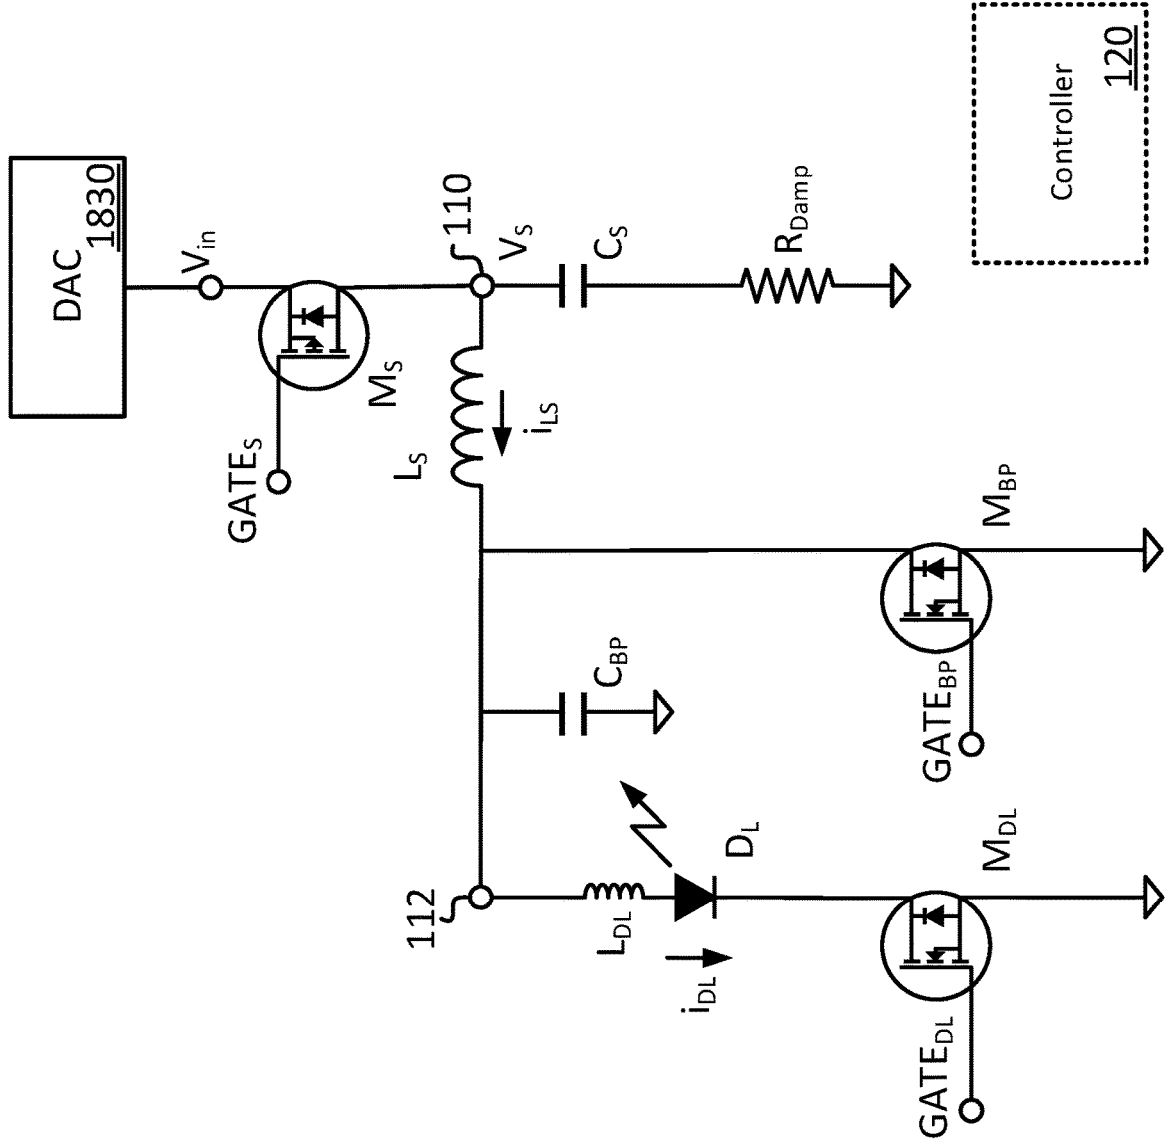 DAC
1830
V_in
GATE_S
M_S
110
V_S
C_S
R_Damp
Controller
120
L_S
i_LS
M_BP
GATE_BP
C_BP
112
L_DL
i_DL
D_L
M_DL
GATE_DL